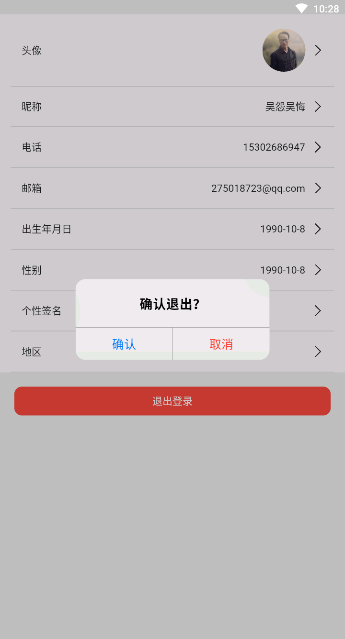 10:28
头像
昵称 吴怨吴悔
电话 15302686947
邮箱 275018723@qq.com
出生年月日 1990-10-8
性别 1990-10-8
个性签名
确认退出?
确认 取消
地区
退出登录